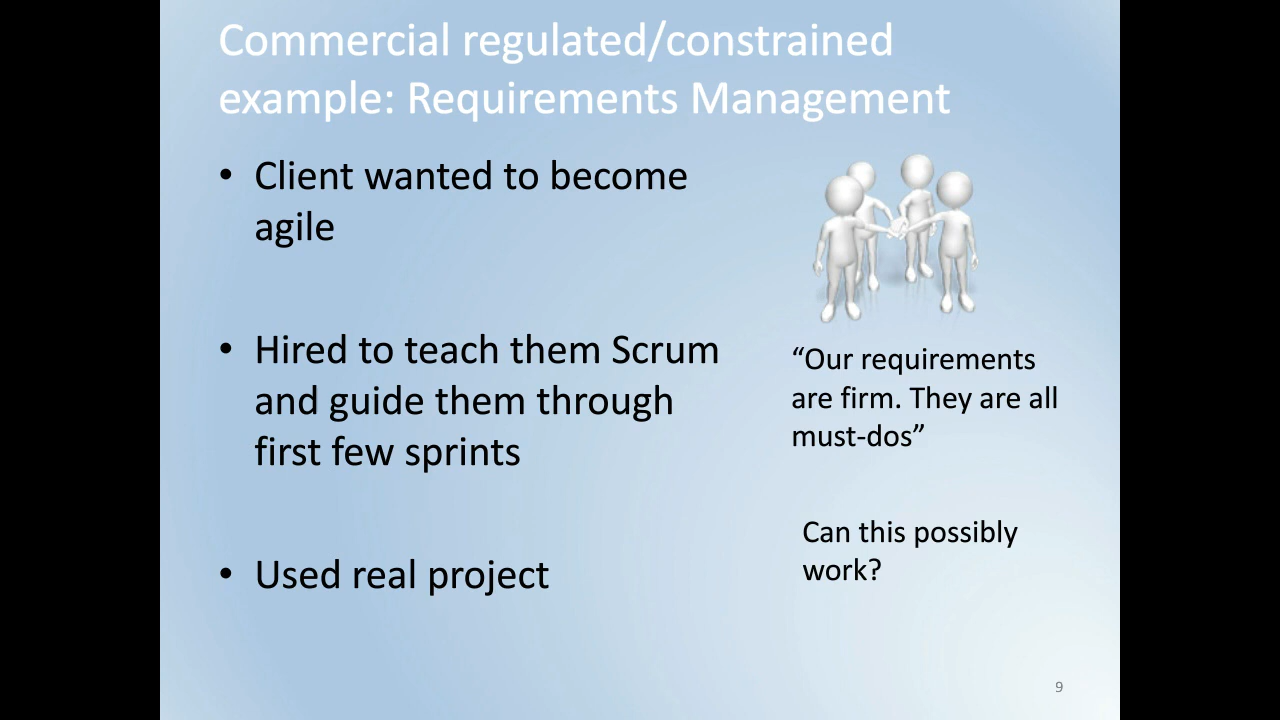 Commercial regulated/constrained
example: Requirements Management
• Client wanted to become
agile
• Hired to teach them Scrum
and guide them through
first few sprints
• Used real project
“Our requirements
are firm. They are all
must-dos”
Can this possibly
work?
9